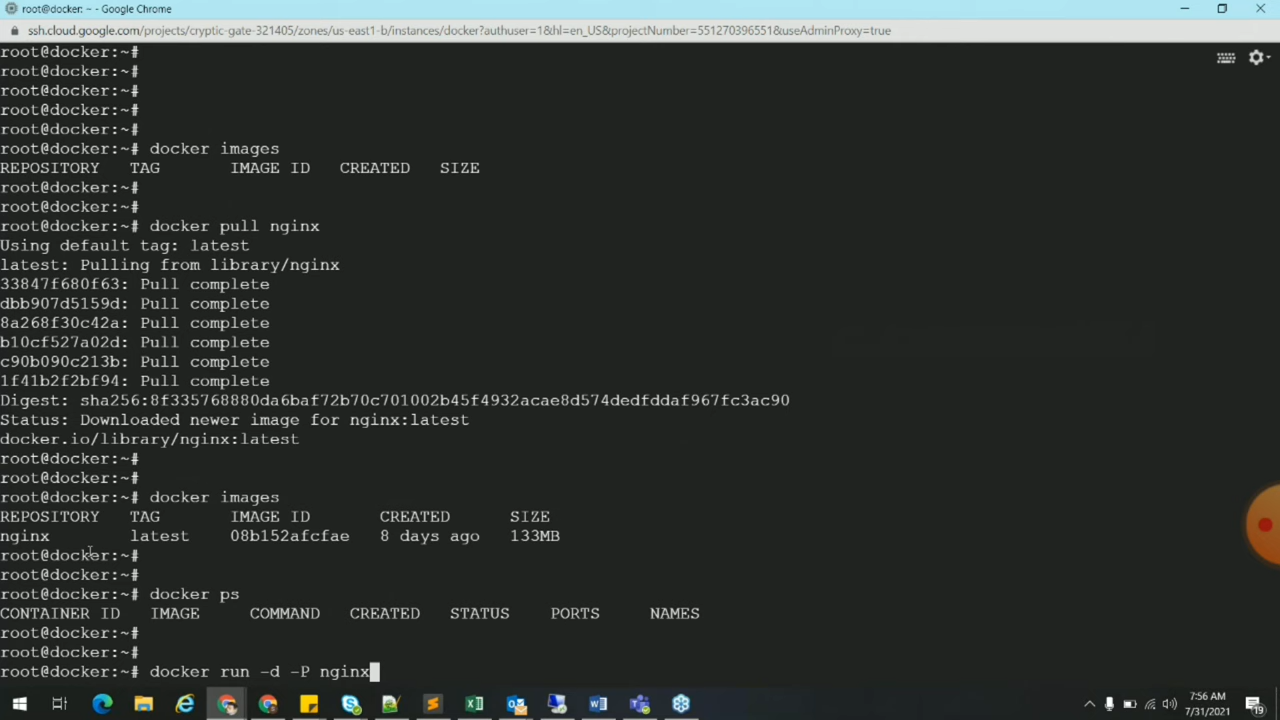 root@docker: ~ - Google Chrome
ssh.cloud.google.com/projects/cryptic-gate-321405/zones/us-east1-b/instances/docker?authuser=1&hl=en_US&projectNumber=551270396551&useAdminProxy=true
root@docker:~#
root@docker:~#
root@docker:~#
root@docker:~#
root@docker:~#
root@docker:~# docker images
REPOSITORY TAG IMAGE ID CREATED SIZE
root@docker:~#
root@docker:~#
root@docker:~# docker pull nginx
Using default tag: latest
latest: Pulling from library/nginx
33847f680f63: Pull complete
dbb907d5159d: Pull complete
8a268f30c42a: Pull complete
b10cf527a02d: Pull complete
c90b090c213b: Pull complete
1f41b2f2bf94: Pull complete
Digest: sha256:8f335768880da6baf72b70c701002b45f4932acae8d574dedfddaf967fc3ac90
Status: Downloaded newer image for nginx:latest
docker.io/library/nginx:latest
root@docker:~#
root@docker:~#
root@docker:~# docker images
REPOSITORY TAG IMAGE ID CREATED SIZE
nginx latest 08b152afcfae 8 days ago 133MB
root@docker:~#
root@docker:~#
root@docker:~# docker ps
CONTAINER ID IMAGE COMMAND CREATED STATUS PORTS NAMES
root@docker:~#
root@docker:~#
root@docker:~# docker run -d -P nginx
7:56 AM
7/31/2021
19